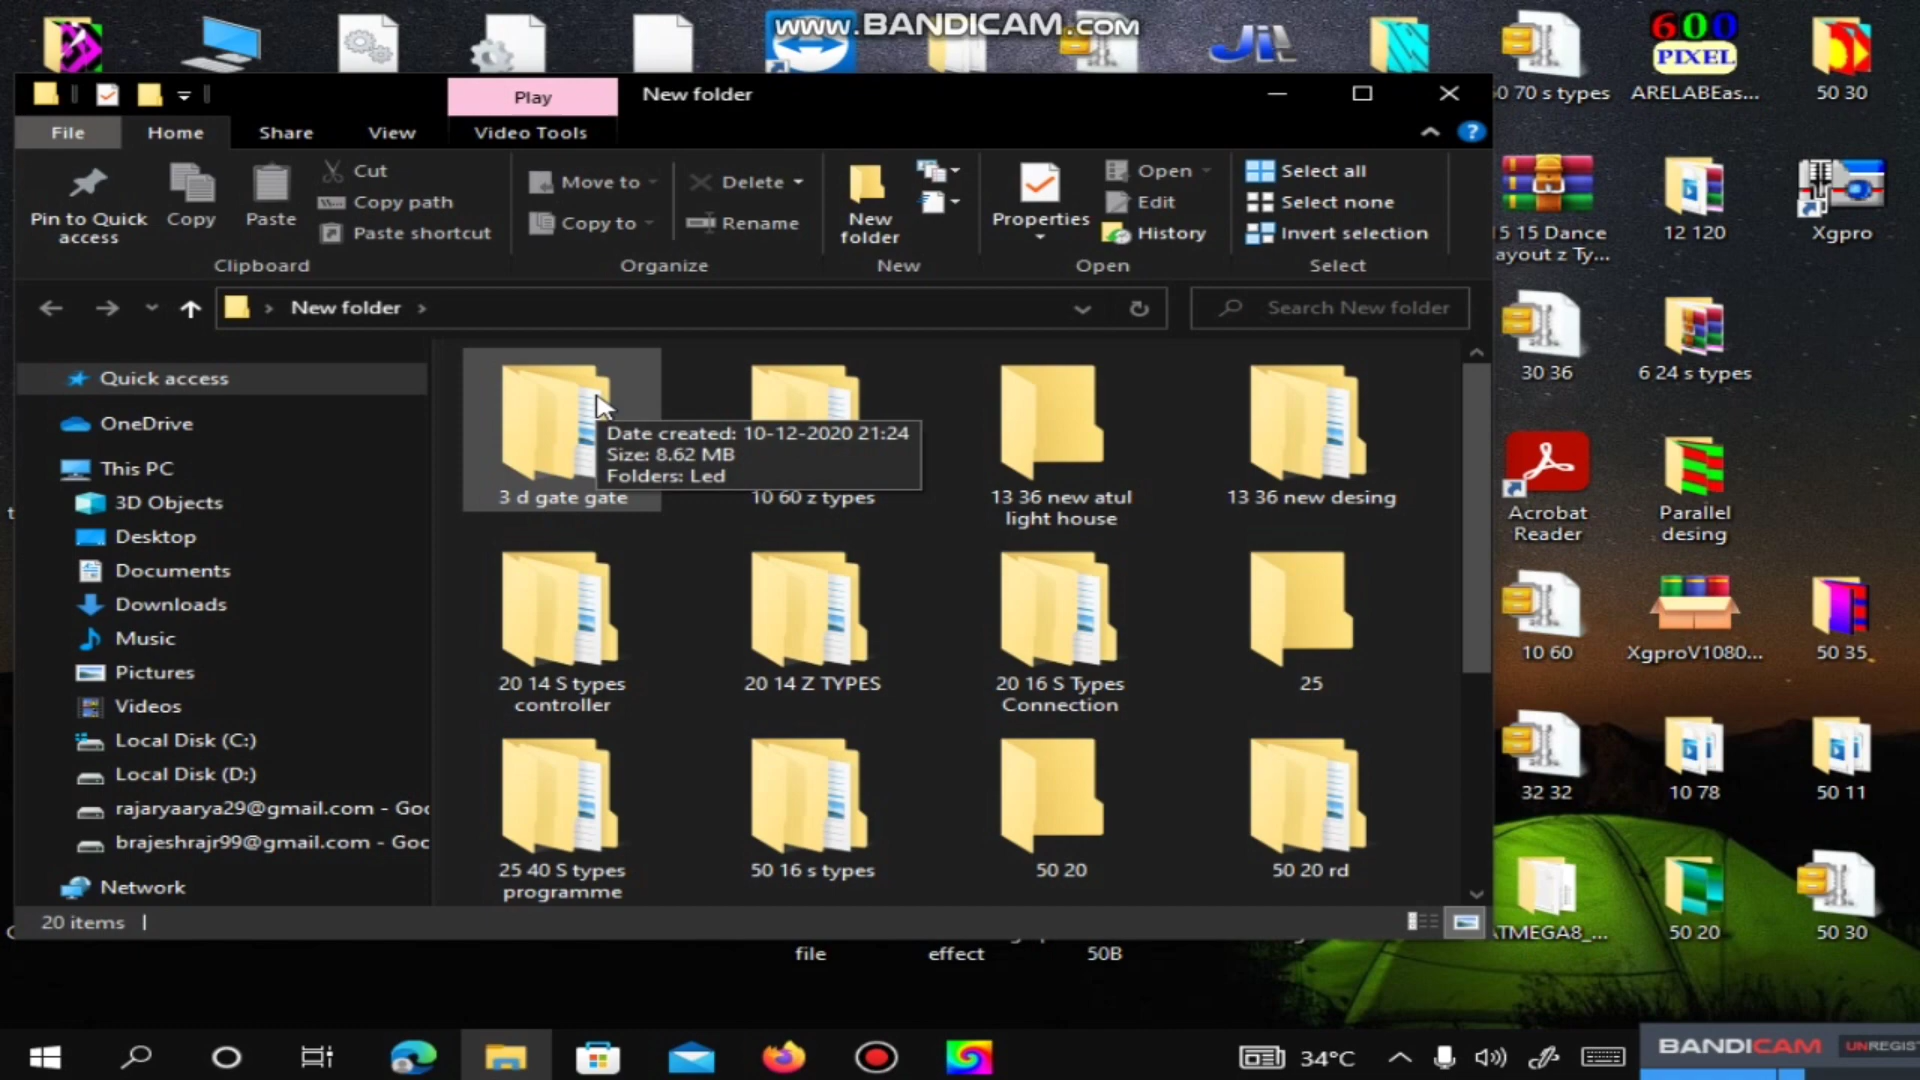 www.BANDICAM.com
600
PIXEL
Play
New folder
0 70 s types
ARELABEas...
50 30
File
Home
Share
View
Video Tools
Pin to Quick access
Copy
Paste
Cut
Copy path
Paste shortcut
Move to
Copy to
Delete
Rename
New folder
Properties
Open
Edit
History
Select all
Select none
Invert selection
Clipboard
Organize
New
Open
Select
15 15 Dance
ayout z Ty...
12 120
Xgpro
New folder
Search New folder
30 36
6 24 s types
Quick access
OneDrive
This PC
3D Objects
Desktop
Documents
Downloads
Music
Pictures
Videos
Local Disk (C:)
Local Disk (D:)
rajaryaarya29@gmail.com - Goo
brajeshrajr99@gmail.com - Goo
Network
Date created: 10-12-2020 21:24
Size: 8.62 MB
Folders: Led
3 d gate gate
10 60 z types
13 36 new atul
light house
13 36 new desing
20 14 S types
controller
20 14 Z TYPES
20 16 S Types
Connection
25
25 40 S types
programme
50 16 s types
50 20
50 20 rd
Acrobat
Reader
Parallel
desing
10 60
XgproV1080...
50 35
32 32
10 78
50 11
ATMEGA8_...
50 20
50 30
20 items
file
effect
50B
34°C
BANDICAM
UNREGIS